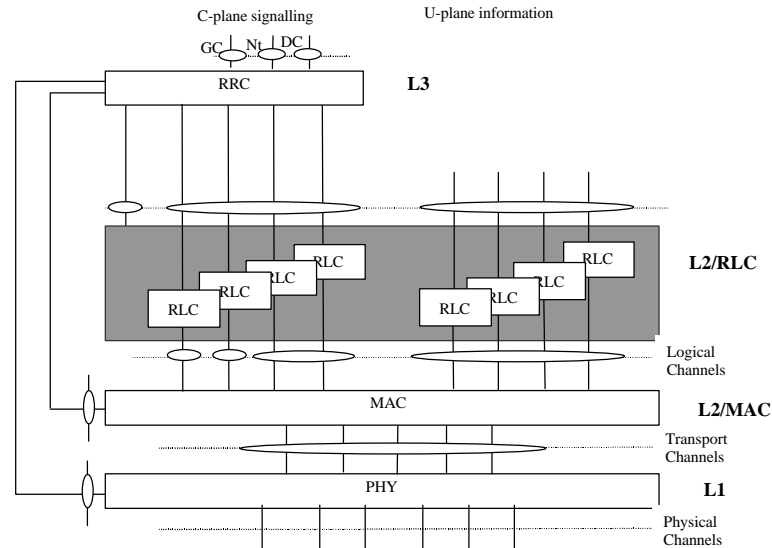 C-plane signalling
U-plane information
GC Nt DC
RRC
L3
RLC
RLC
RLC
RLC
RLC
RLC
RLC
RLC
L2/RLC
Logical
Channels
MAC
L2/MAC
Transport
Channels
PHY
L1
Physical
Channels